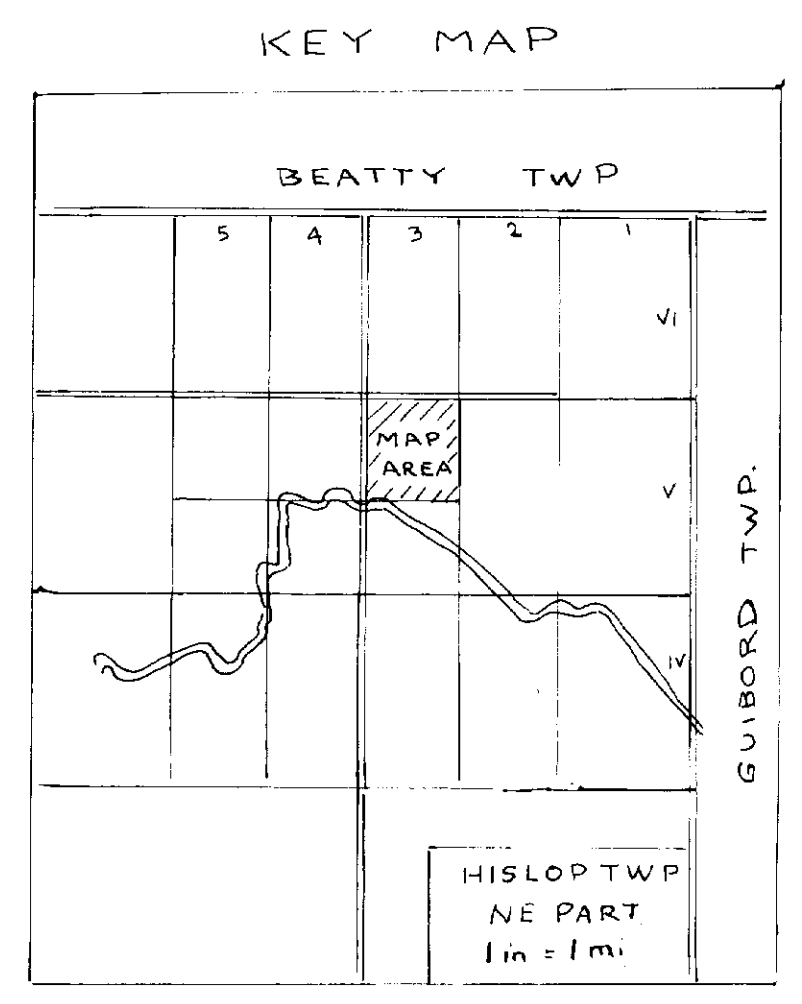 KEY MAP
BEATTY TWP
5 4 3 2 1
VI
MAP
AREA
V
GUIBORD TWP.
IV
HISLOP TWP
NE PART
1 in = 1 mi